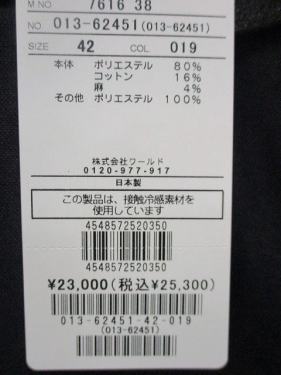 M NO 7616 38
NO. 013-62451(013-62451)
SIZE 42 COL 019
本体 ポリエステル 80%
コットン 16%
麻 4%
その他 ポリエステル 100%
株式会社ワールド
0120-977-917
日本製
この製品は、接触冷感素材を
使用しています
4548572520350
4548572520350
¥23,000(税込¥25,300)
013-62451-42-019
(013-62451)